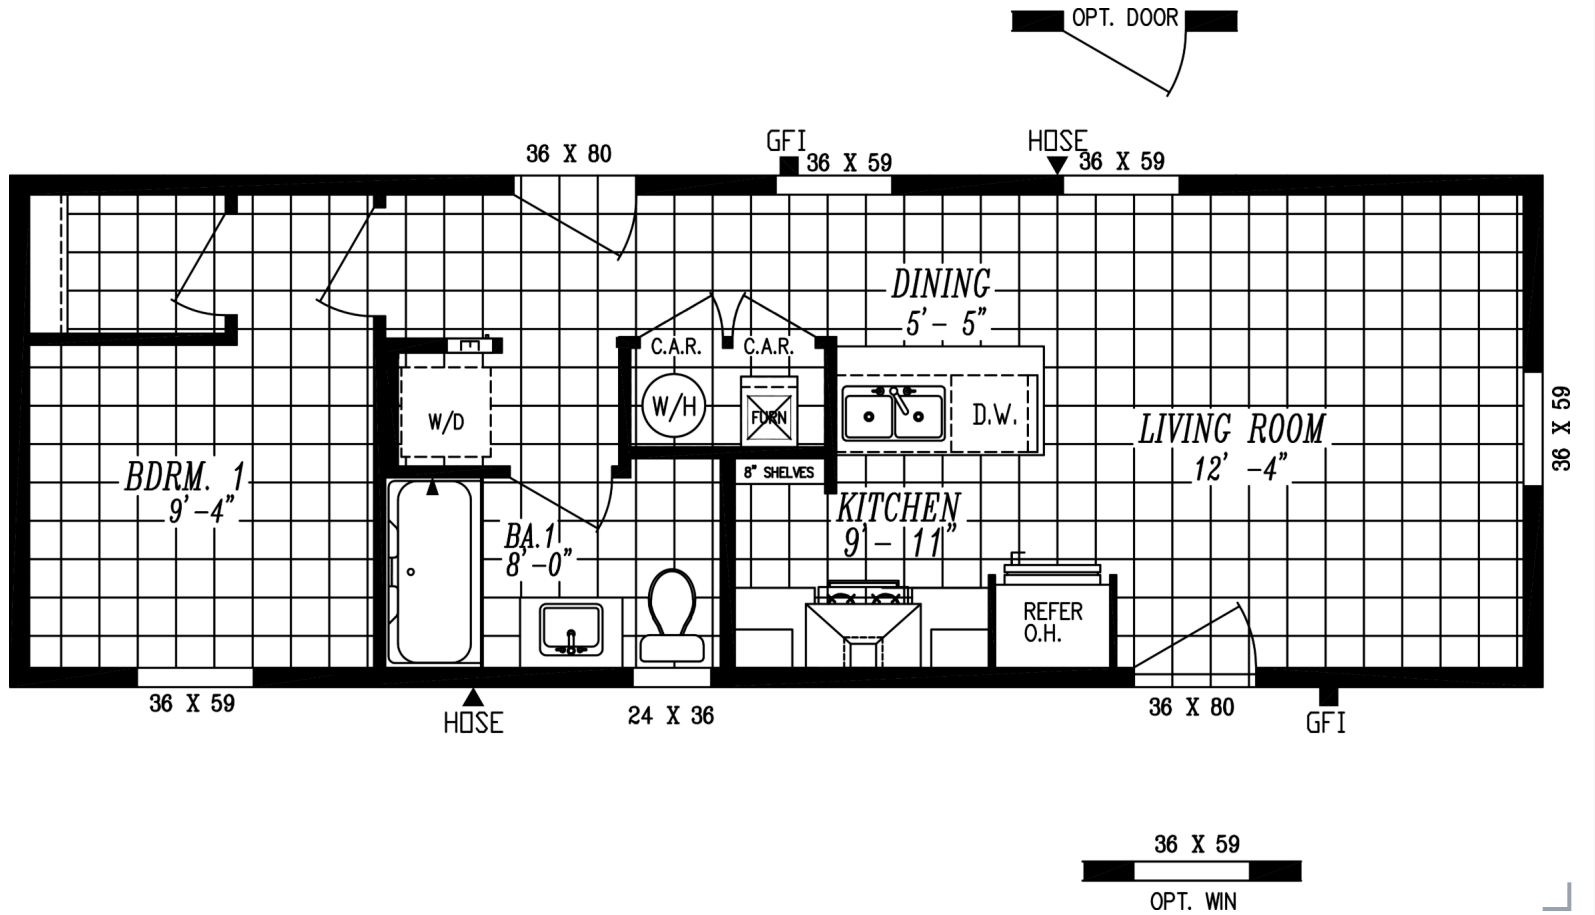 OPT. DOOR
GFI
HOSE
36 X 80
36 X 59
36 X 59
DINING
5'- 5"
C.A.R.
C.A.R.
W/H
FURN
W/D
D.W.
LIVING ROOM
12' -4"
36 X 59
BDRM. 1
9'-4"
8" SHELVES
KITCHEN
9'- 11"
BA.1
8'-0"
REFER
O.H.
36 X 59
HOSE
24 X 36
36 X 80
GFI
36 X 59
OPT. WIN